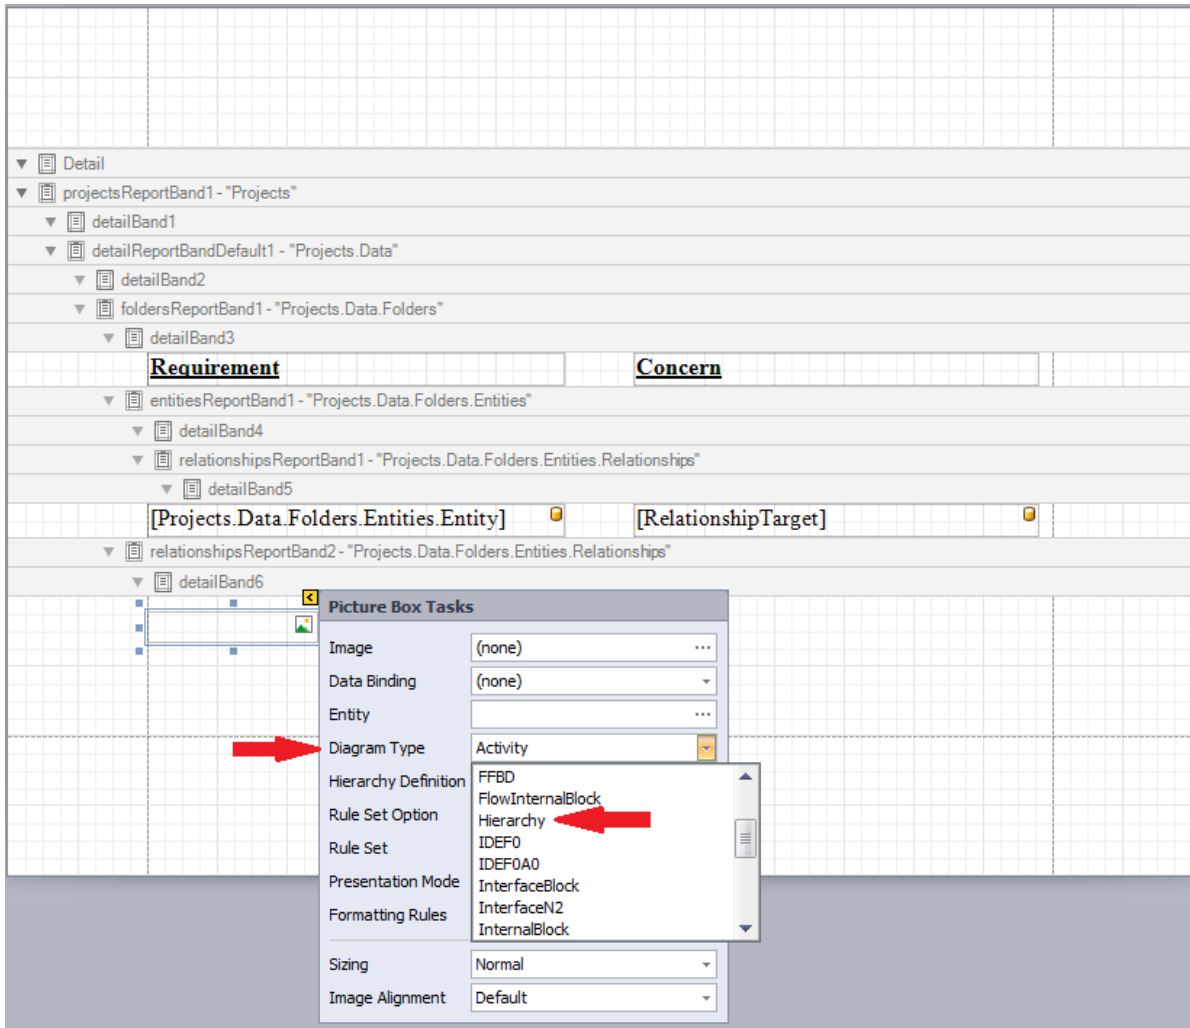 Detail
projectsReportBand1 - "Projects"
detailBand1
detailReportBandDefault1 - "Projects.Data"
detailBand2
foldersReportBand1 - "Projects.Data.Folders"
detailBand3
Requirement Concern
entitiesReportBand1 - "Projects.Data.Folders.Entities"
detailBand4
relationshipsReportBand1 - "Projects.Data.Folders.Entities.Relationships"
detailBand5
[Projects.Data.Folders.Entities.Entity] [RelationshipTarget]
relationshipsReportBand2 - "Projects.Data.Folders.Entities.Relationships"
detailBand6
Picture Box Tasks
Image (none) ...
Data Binding (none)
Entity ...
Diagram Type Activity
Hierarchy Definition FFBD
FlowInternalBlock
Rule Set Option Hierarchy
Rule Set IDEF0
IDEF0A0
Presentation Mode InterfaceBlock
Formatting Rules InterfaceN2
InternalBlock
Sizing Normal
Image Alignment Default